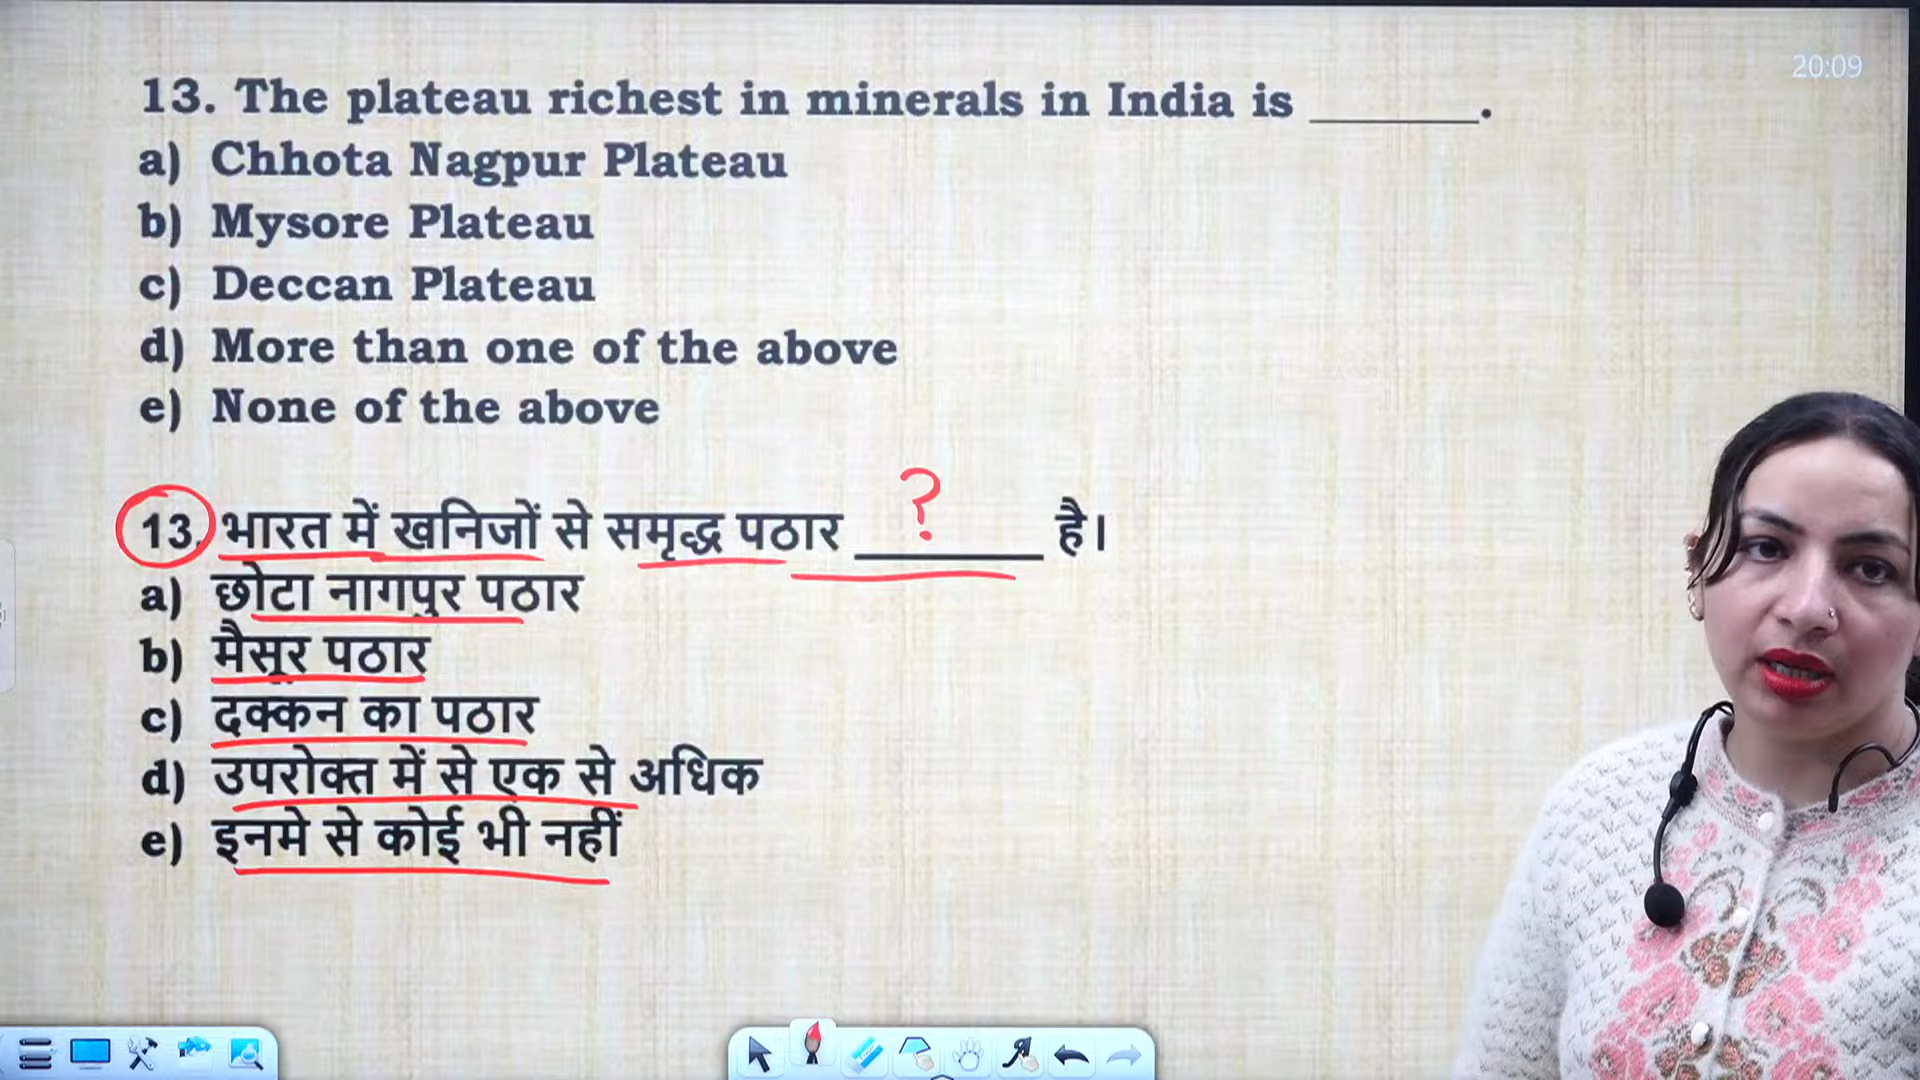 20:09
13. The plateau richest in minerals in India is ________.
a) Chhota Nagpur Plateau
b) Mysore Plateau
c) Deccan Plateau
d) More than one of the above
e) None of the above
?
13. भारत में खनिजों से समृद्ध पठार ________ है।
a) छोटा नागपुर पठार
b) मैसूर पठार
c) दक्कन का पठार
d) उपरोक्त में से एक से अधिक
e) इनमे से कोई भी नहीं